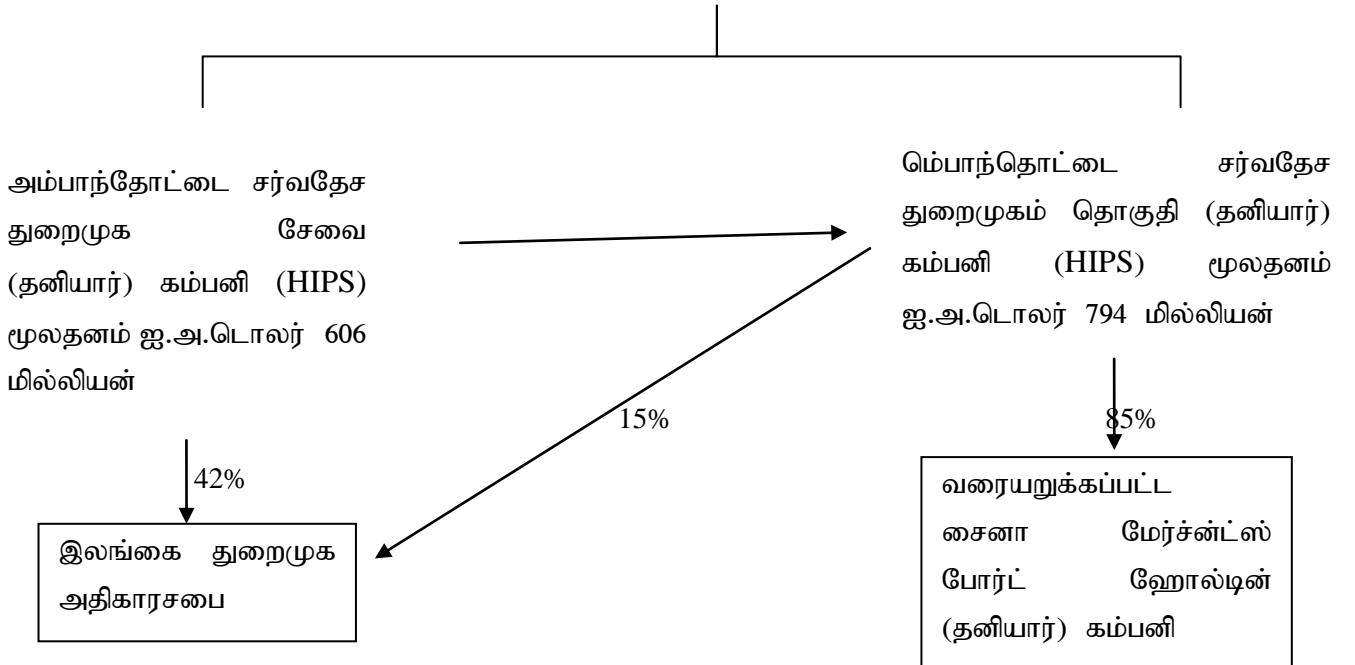 அம்பாந்தோட்டை சர்வதேச
துறைமுக சேவை
(தனியார்) கம்பனி (HIPS)
மூலதனம் ஐ.அ.டொலர் 606
மில்லியன்
ம்பொந்தொட்டை சர்வதேச
துறைமுகம் தொகுதி (தனியார்)
கம்பனி (HIPS) மூலதனம்
ஐ.அ.டொலர் 794 மில்லியன்
15%
85%
42%
இலங்கை துறைமுக
அதிகாரசபை
வரையறுக்கப்பட்ட
சைனா மேர்ச்ன்ட்ஸ்
போர்ட் ஹோல்டின்
(தனியார்) கம்பனி